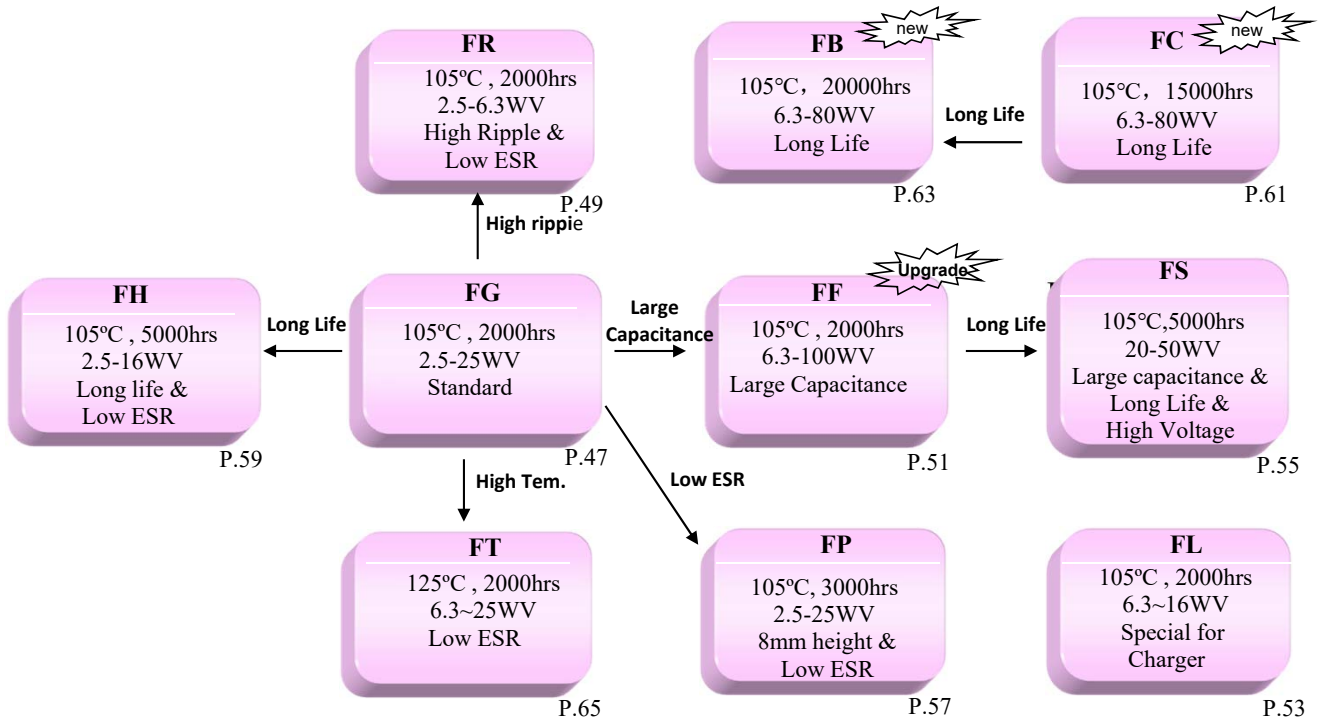 FR
105ºC , 2000hrs
2.5-6.3WV
High Ripple &
Low ESR
P.49
new
FB
105℃， 20000hrs
6.3-80WV
Long Life
P.63
Long Life
new
FC
105℃， 15000hrs
6.3-80WV
Long Life
P.61
High rippie
FH
105ºC , 5000hrs
2.5-16WV
Long life &
Low ESR
P.59
Long Life
FG
105ºC , 2000hrs
2.5-25WV
Standard
P.47
Large
Capacitance
Upgrade
FF
105ºC , 2000hrs
6.3-100WV
Large Capacitance
P.51
Long Life
FS
105℃,5000hrs
20-50WV
Large capacitance &
Long Life &
High Voltage
P.55
High Tem.
Low ESR
FT
125ºC , 2000hrs
6.3~25WV
Low ESR
P.65
FP
105ºC, 3000hrs
2.5-25WV
8mm height &
Low ESR
P.57
FL
105ºC , 2000hrs
6.3~16WV
Special for
Charger
P.53